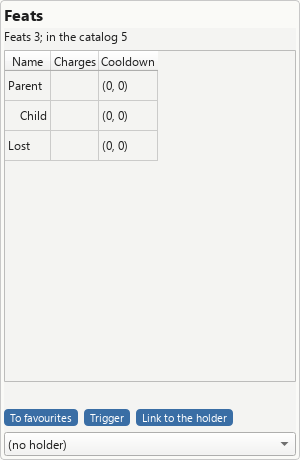 Feats
Feats 3; in the catalog 5
Name Charges Cooldown
Parent (0, 0)
Child (0, 0)
Lost (0, 0)
To favourites Trigger Link to the holder
(no holder)